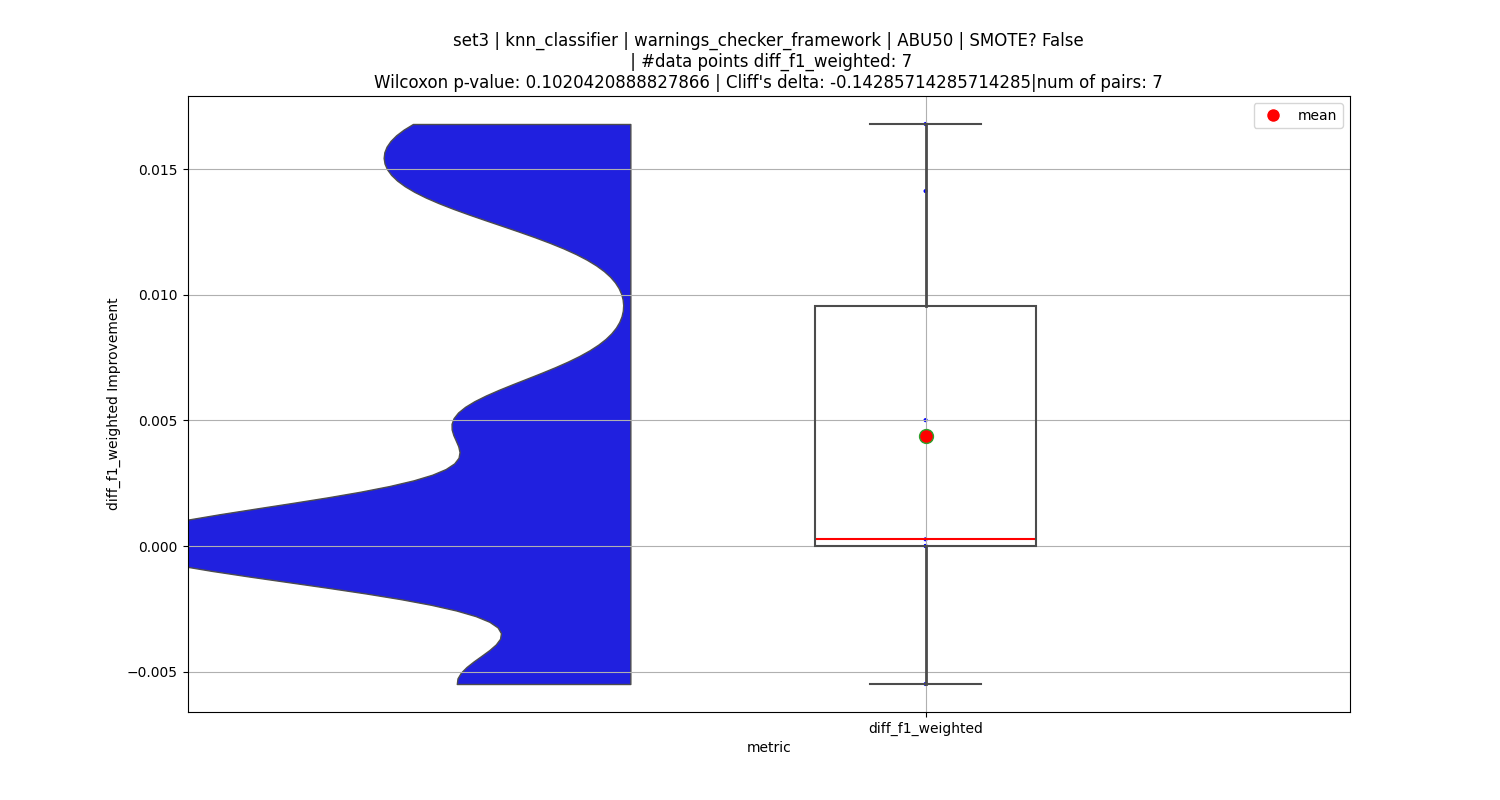 set3 | knn_classifier | warnings_checker_framework | ABU50 | SMOTE? False
| #data points diff_f1_weighted: 7
Wilcoxon p-value: 0.1020420888827866 | Cliff's delta: -0.14285714285714285|num of pairs: 7
mean
0.015
0.010
0.005
0.000
−0.005
diff_f1_weighted Improvement
diff_f1_weighted
metric